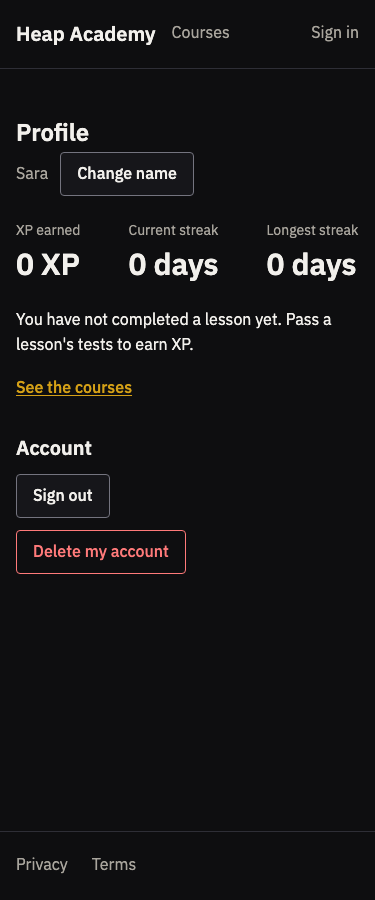 Heap Academy Courses Sign in
Profile
Sara Change name
XP earned Current streak Longest streak
0 XP 0 days 0 days
You have not completed a lesson yet. Pass a
lesson's tests to earn XP.
See the courses
Account
Sign out
Delete my account
Privacy Terms